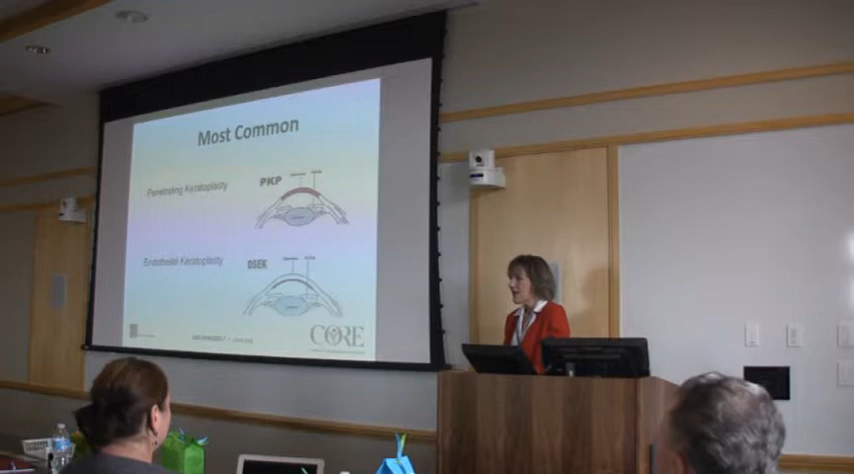 Most Common
Penetrating Keratoplasty
PKP
Endothelial Keratoplasty
DSEK
CORE